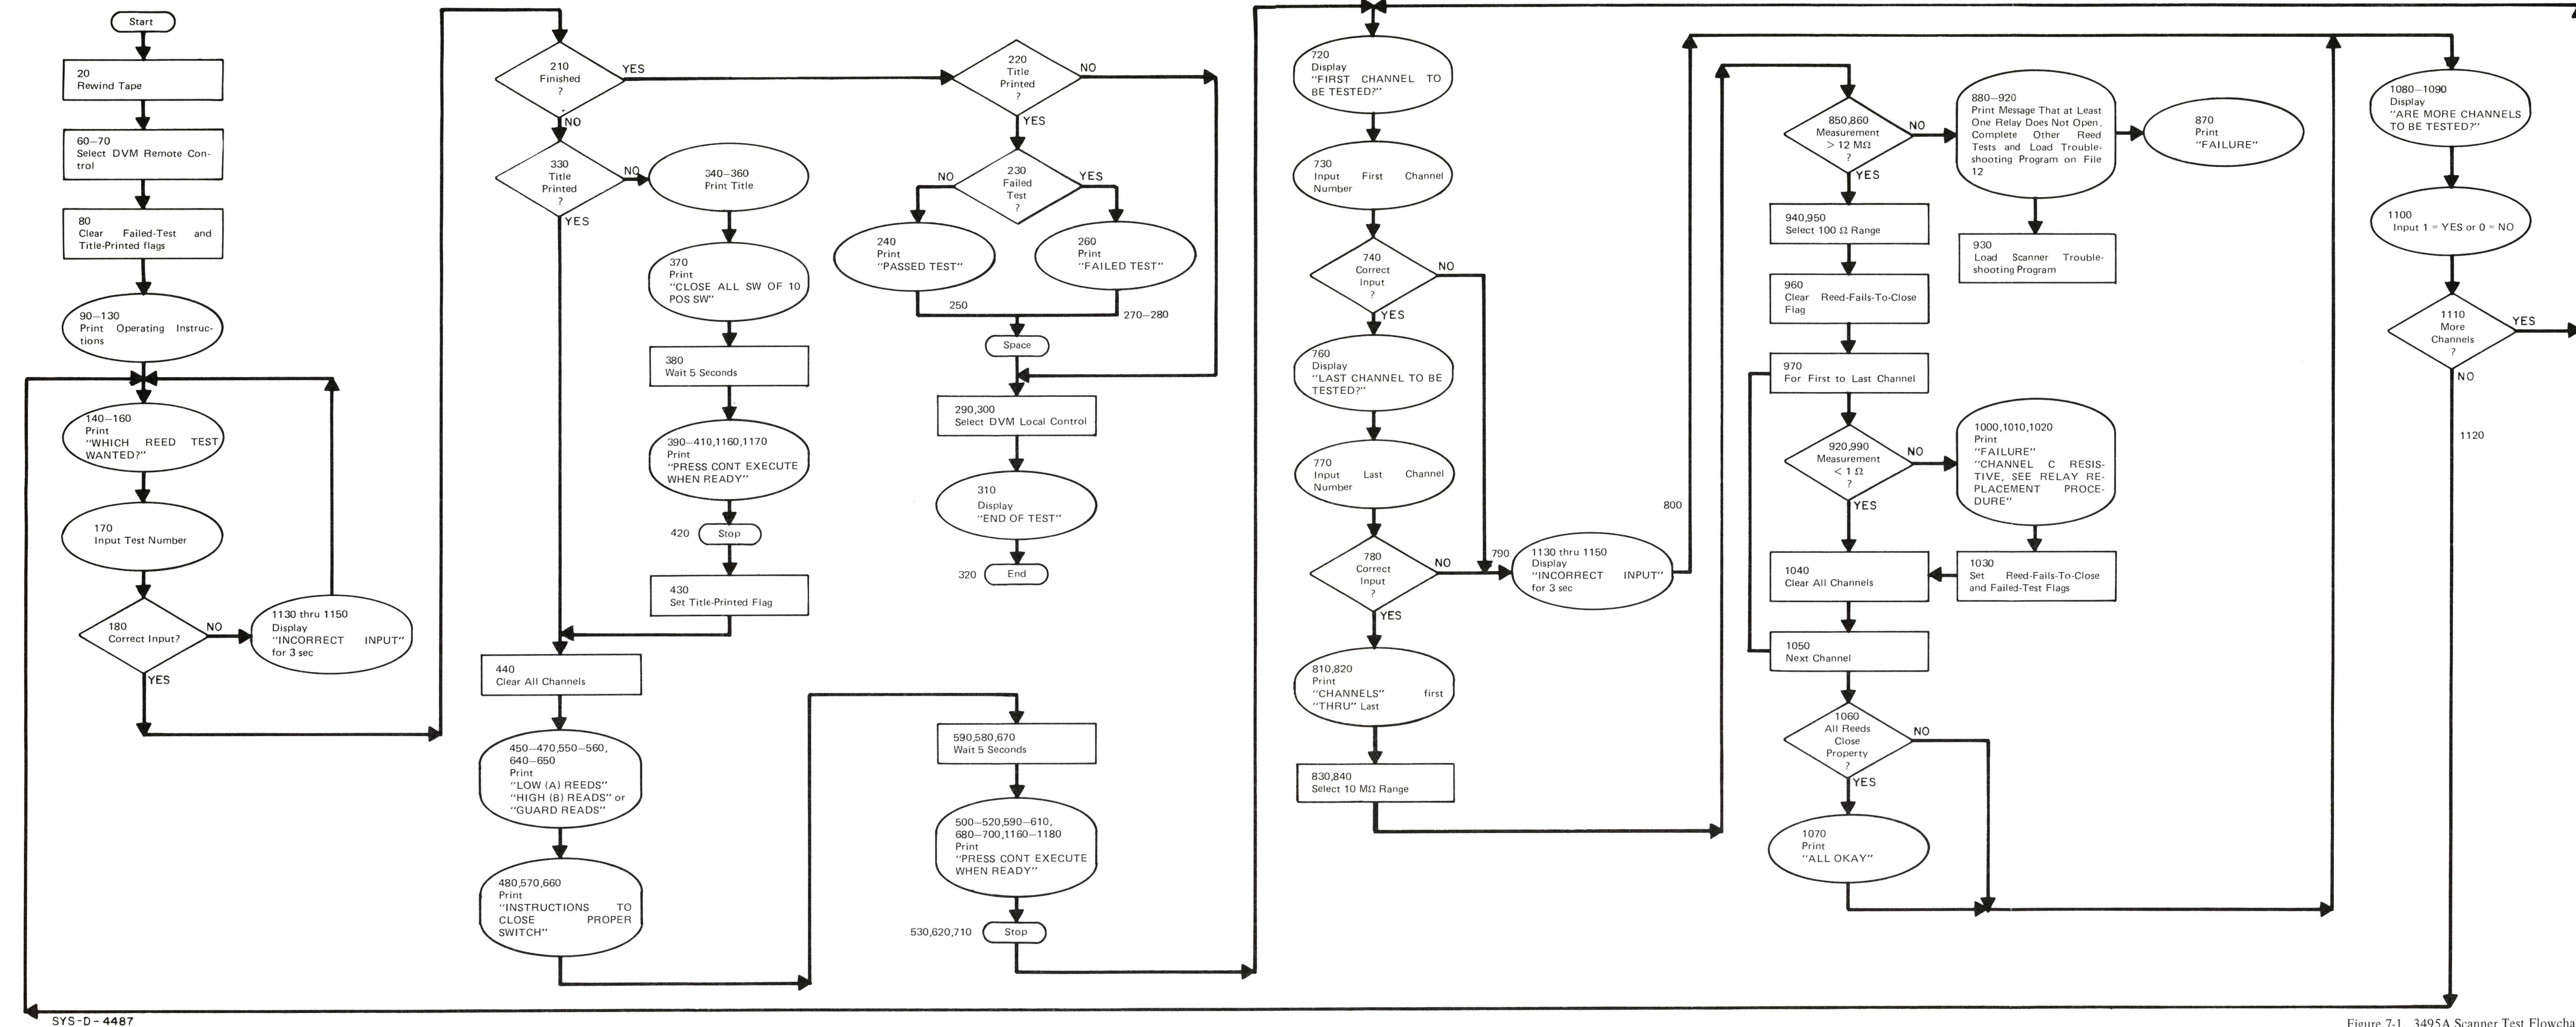 Start
20
Rewind Tape
60–70
Select DVM Remote Con-
trol
80
Clear Failed-Test and
Title-Printed flags
90–130
Print Operating Instruc-
tions
140–160
Print
"WHICH REED TEST
WANTED?"
170
Input Test Number
180
Correct Input?
NO
YES
1130 thru 1150
Display
"INCORRECT INPUT"
for 3 sec
210
Finished
?
YES
NO
330
Title
Printed
?
NO
YES
340–360
Print Title
370
Print
"CLOSE ALL SW OF 10
POS SW"
380
Wait 5 Seconds
390–410,1160,1170
Print
"PRESS CONT EXECUTE
WHEN READY"
420
Stop
430
Set Title-Printed Flag
440
Clear All Channels
450–470,550–560,
640–650
Print
"LOW (A) REEDS"
"HIGH (B) READS" or
"GUARD READS"
480,570,660
Print
"INSTRUCTIONS TO
CLOSE PROPER
SWITCH"
220
Title
Printed
?
NO
YES
230
Failed
Test
?
NO
YES
240
Print
"PASSED TEST"
260
Print
"FAILED TEST"
250
270–280
Space
290,300
Select DVM Local Control
310
Display
"END OF TEST"
320
End
590,580,670
Wait 5 Seconds
500–520,590–610,
680–700,1160–1180
Print
"PRESS CONT EXECUTE
WHEN READY"
530,620,710
Stop
720
Display
"FIRST CHANNEL TO
BE TESTED?"
730
Input First Channel
Number
740
Correct
Input
?
NO
YES
760
Display
"LAST CHANNEL TO BE
TESTED?"
770
Input Last Channel
Number
780
Correct
Input
?
NO
YES
790
1130 thru 1150
Display
"INCORRECT INPUT"
for 3 sec
800
810,820
Print
"CHANNELS" first
"THRU" Last
830,840
Select 10 MΩ Range
850,860
Measurement
> 12 MΩ
?
NO
YES
880–920
Print Message That at Least
One Relay Does Not Open.
Complete Other Reed
Tests and Load Trouble-
shooting Program on File
12
870
Print
"FAILURE"
930
Load Scanner Trouble-
shooting Program
940,950
Select 100 Ω Range
960
Clear Reed-Fails-To-Close
Flag
970
For First to Last Channel
920,990
Measurement
< 1 Ω
?
NO
YES
1000,1010,1020
Print
"FAILURE"
"CHANNEL C RESIS-
TIVE, SEE RELAY RE-
PLACEMENT PROCE-
DURE"
1030
Set Reed-Fails-To-Close
and Failed-Test Flags
1040
Clear All Channels
1050
Next Channel
1060
All Reeds
Close
Property
?
NO
YES
1070
Print
"ALL OKAY"
1080–1090
Display
"ARE MORE CHANNELS
TO BE TESTED?"
1100
Input 1 = YES or 0 = NO
1110
More
Channels
?
YES
NO
1120
SYS-D-4487
Figure 7-1. 3495A Scanner Test Flowcha